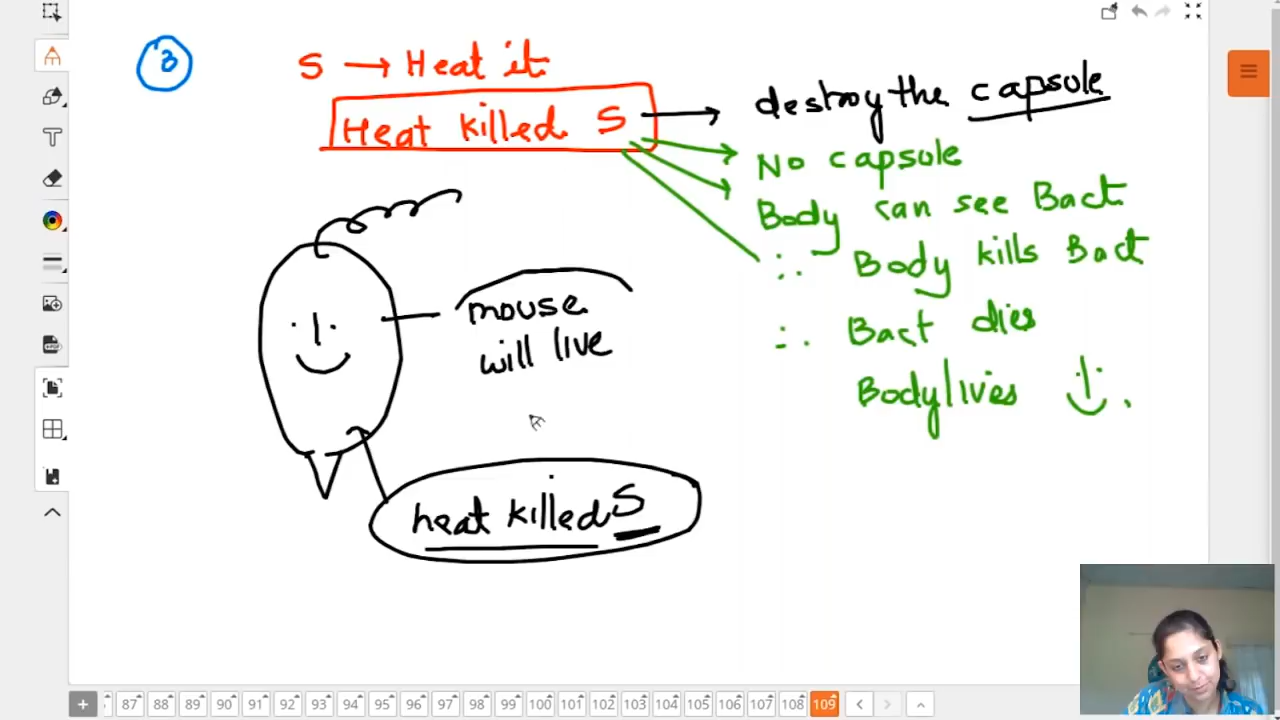 3
S → Heat it
Heat killed S → destroy the capsule
No capsule
Body can see Bact
∴ Body kills Bact
∴ Bact dies
Body lives
mouse
will live
heat killed S
T
PDF
+ 87 88 89 90 91 92 93 94 95 96 97 98 99 100 101 102 103 104 105 106 107 108 109 < >